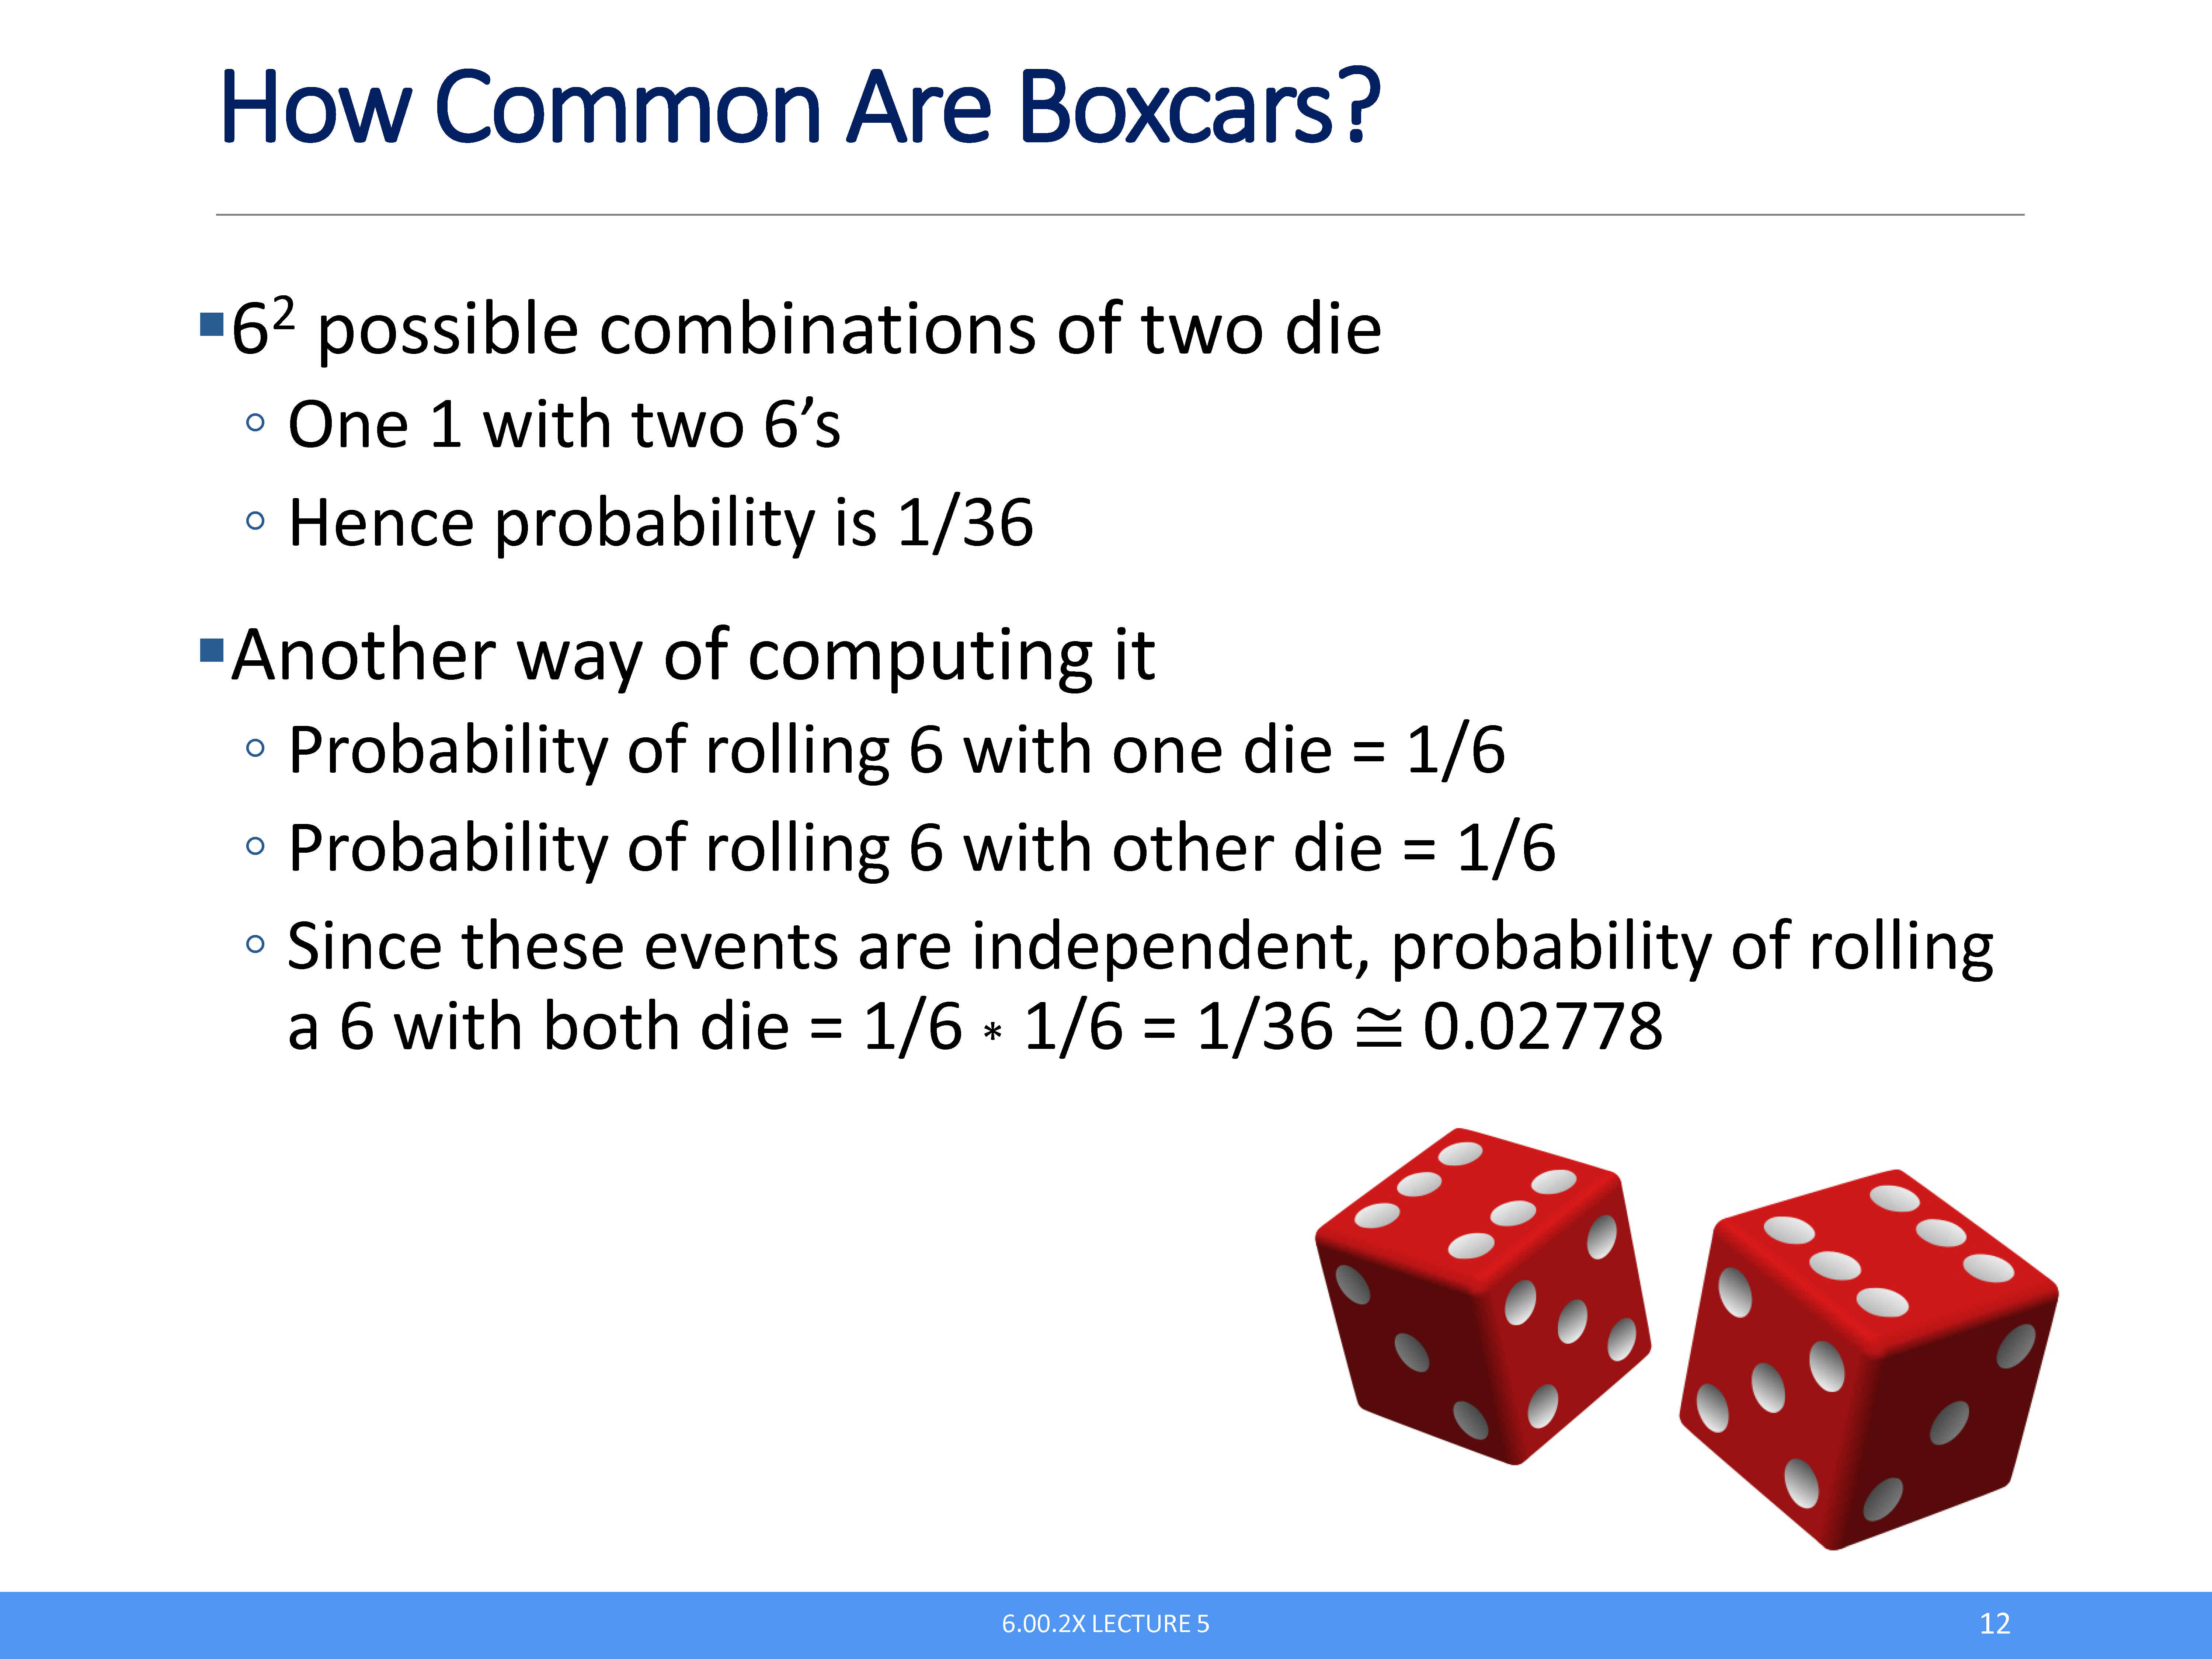 How Common Are Boxcars?
▪6² possible combinations of two die
◦ One 1 with two 6’s
◦ Hence probability is 1/36
▪Another way of computing it
◦ Probability of rolling 6 with one die = 1/6
◦ Probability of rolling 6 with other die = 1/6
◦ Since these events are independent, probability of rolling
a 6 with both die = 1/6 * 1/6 = 1/36 ≅ 0.02778
6.00.2X LECTURE 5
12